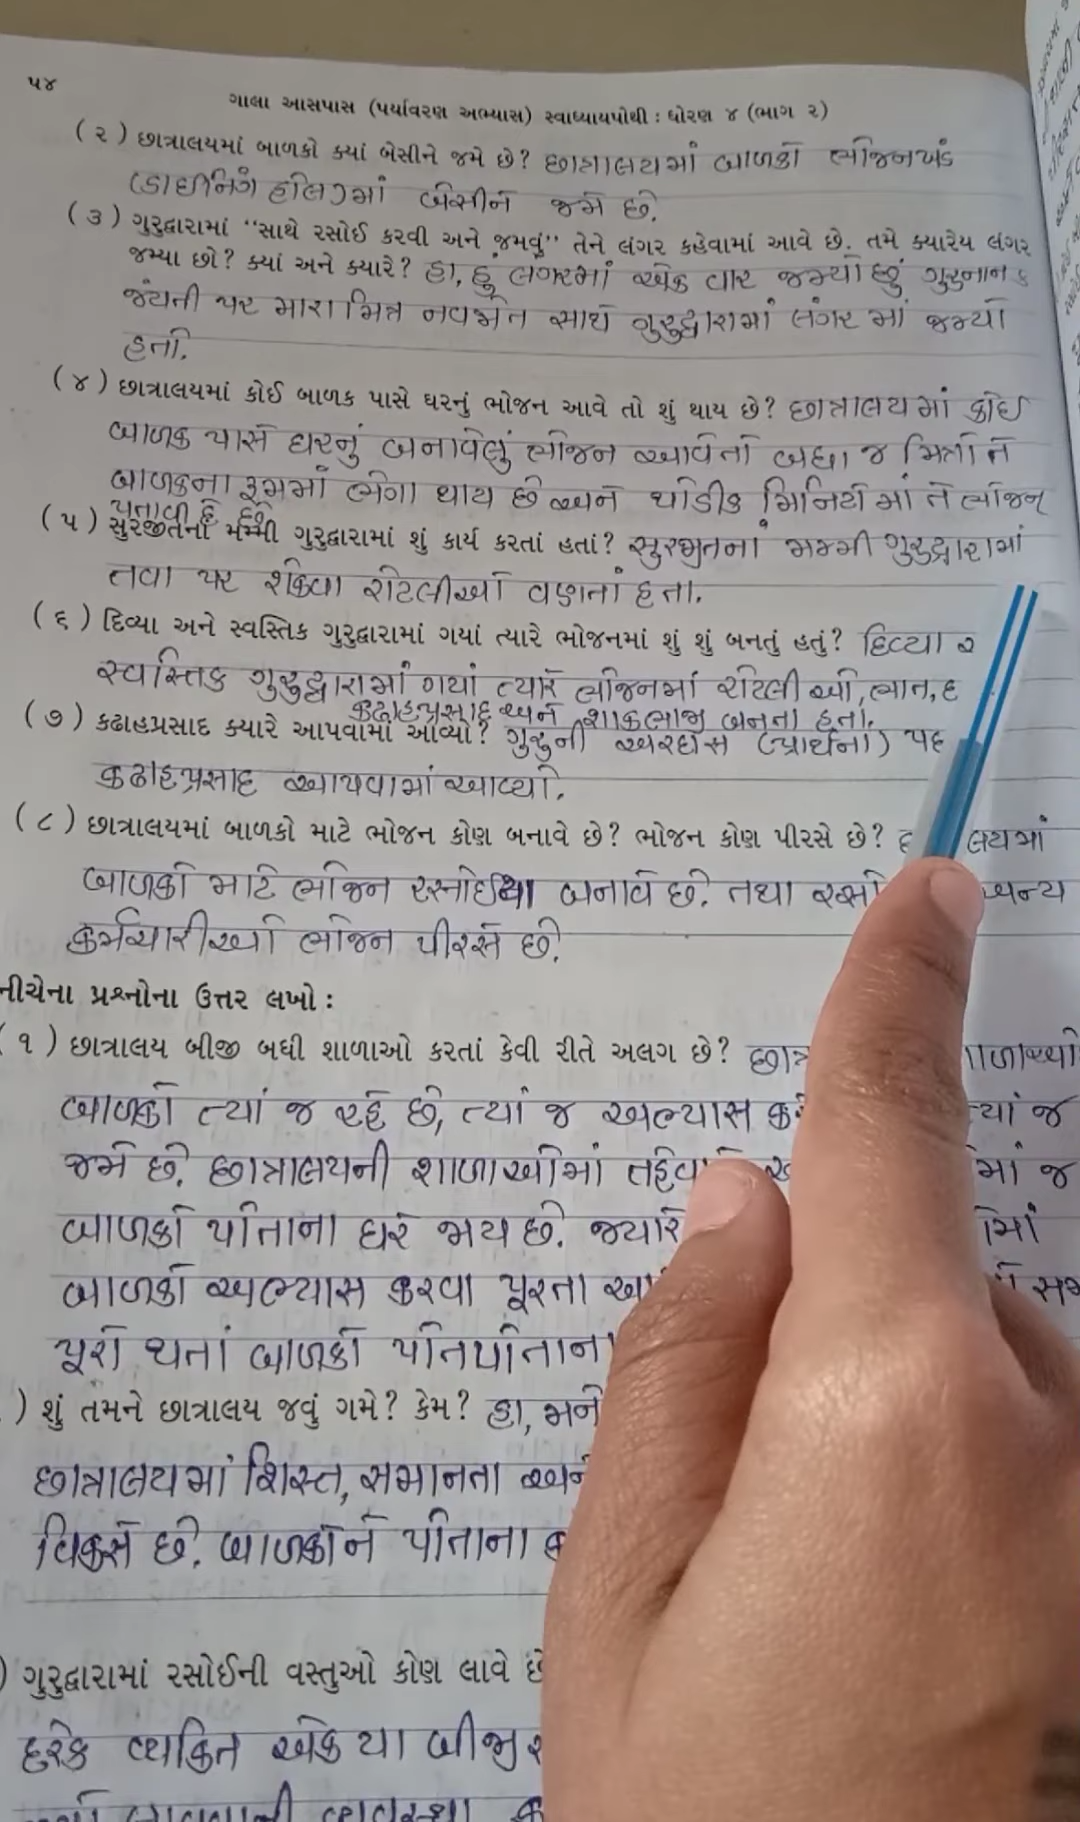 ૫૪
ગાલા આસપાસ (પર્યાવરણ અભ્યાસ) સ્વાધ્યાયપોથી : ધોરણ ૪ (ભાગ ૨)
(૨) છાત્રાલયમાં બાળકો ક્યાં બેસીને જમે છે? છાત્રાલયમાં બાળકો ભોજનખંડ
(ડાઈનિંગ હૉલ)માં બેસીને જમે છે.
(૩) ગુરુદ્વારામાં “સાથે રસોઈ કરવી અને જમવું” તેને લંગર કહેવામાં આવે છે. તમે ક્યારેય લંગર
જમ્યા છો? ક્યાં અને ક્યારે? હા, હું લંગરમાં એક વાર જમ્યો છું ગુરુનાનક
જયંતી પર મારા મિત્ર નવજોત સાથે ગુરુદ્વારામાં લંગર માં જમ્યો
હતો.
(૪) છાત્રાલયમાં કોઈ બાળક પાસે ઘરનું ભોજન આવે તો શું થાય છે? છાત્રાલયમાં કોઈ
બાળક પાસે ઘરનું બનાવેલું ભોજન આવે તો બધા જ મિત્રો તે
બાળકના રૂમમાં ભેગા થાય છે અને થોડીક મિનિટોમાં તે ભોજન
પતાવી દે છે.
(૫) સુરજીતનાં મમ્મી ગુરુદ્વારામાં શું કાર્ય કરતાં હતાં? સુરજીતનાં મમ્મી ગુરુદ્વારામાં
તવા પર શેકવા રોટલીઓ વણતાં હતા.
(૬) દિવ્યા અને સ્વસ્તિક ગુરુદ્વારામાં ગયાં ત્યારે ભોજનમાં શું શું બનતું હતું? દિવ્યા
સ્વસ્તિક ગુરુદ્વારામાં ગયાં ત્યારે ભોજનમાં રોટલીઓ, ભાત,
કઢાહપ્રસાદ અને શાકભાજી બનતા હતા.
(૭) કઢાહપ્રસાદ ક્યારે આપવામાં આવ્યો? ગુરુની અરદાસ (પ્રાર્થના)
કઢાહપ્રસાદ આપવામાં આવ્યો.
(૮) છાત્રાલયમાં બાળકો માટે ભોજન કોણ બનાવે છે? ભોજન કોણ પીરસે છે?
બાળકો માટે ભોજન રસોઈયા બનાવે છે. તથા અન્ય
કર્મચારીઓ ભોજન પીરસે છે.
નીચેના પ્રશ્નોના ઉત્તર લખો :
(૧) છાત્રાલય બીજી બધી શાળાઓ કરતાં કેવી રીતે અલગ છે?
બાળકો ત્યાં જ રહે છે, ત્યાં જ અભ્યાસ ત્યાં જ
જમે છે. છાત્રાલયની શાળાઓમાં જ
બાળકો પોતાના ઘરે જાય છે. જ્યારે
બાળકો અભ્યાસ કરવા પૂરતા
પૂરો થતાં બાળકો પોતપોતાના
) શું તમને છાત્રાલય જવું ગમે? કેમ? હા, મને
છાત્રાલયમાં શિસ્ત, સમાનતા અને
વિકસે છે. બાળકોને પોતાના
) ગુરુદ્વારામાં રસોઈની વસ્તુઓ કોણ લાવે છે
દરેક વ્યક્તિ એક યા બીજી
વ્યવસ્થા